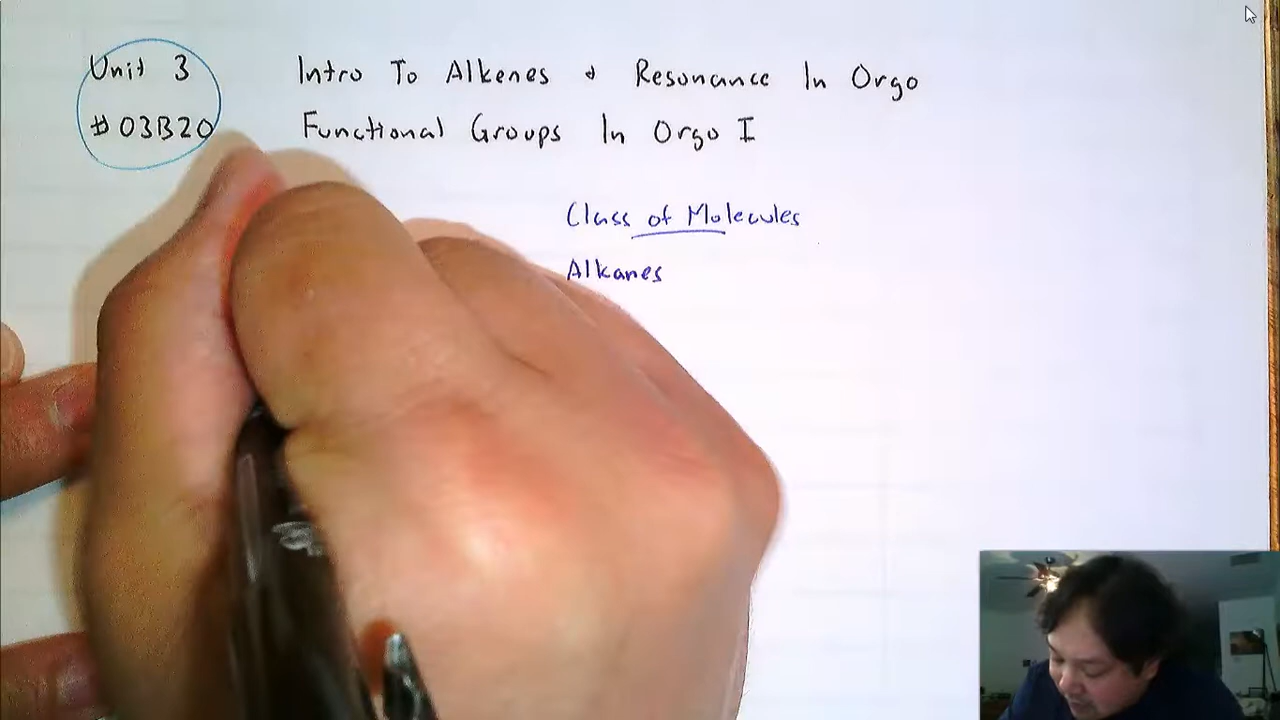 Unit 3 Intro To Alkenes & Resonance In Orgo
#03B20 Functional Groups In Orgo I
Class of Molecules
Alkanes